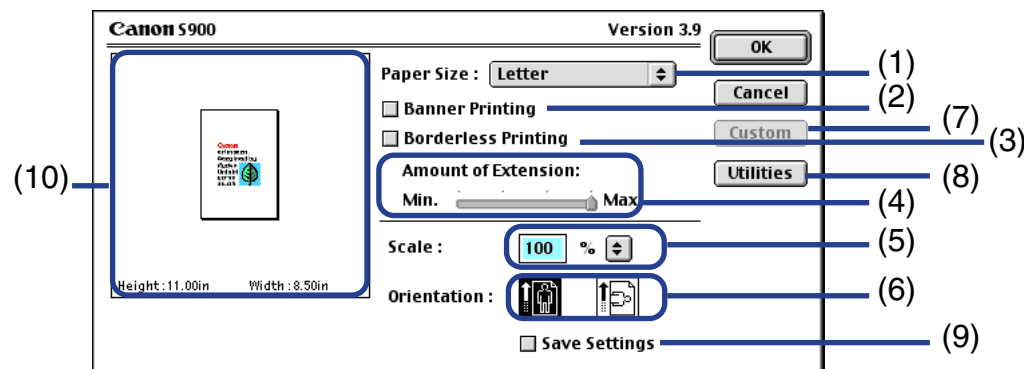 Canon S900
Version 3.9
OK
Paper Size : Letter
(1)
Cancel
(2)
Banner Printing
Custom
(7)
Borderless Printing
(3)
Amount of Extension:
Utilities
(8)
(10)
Min.
Max
(4)
Canon
Scale :
100 %
(5)
Height :11.00in
Width :8.50in
Orientation :
(6)
Save Settings
(9)